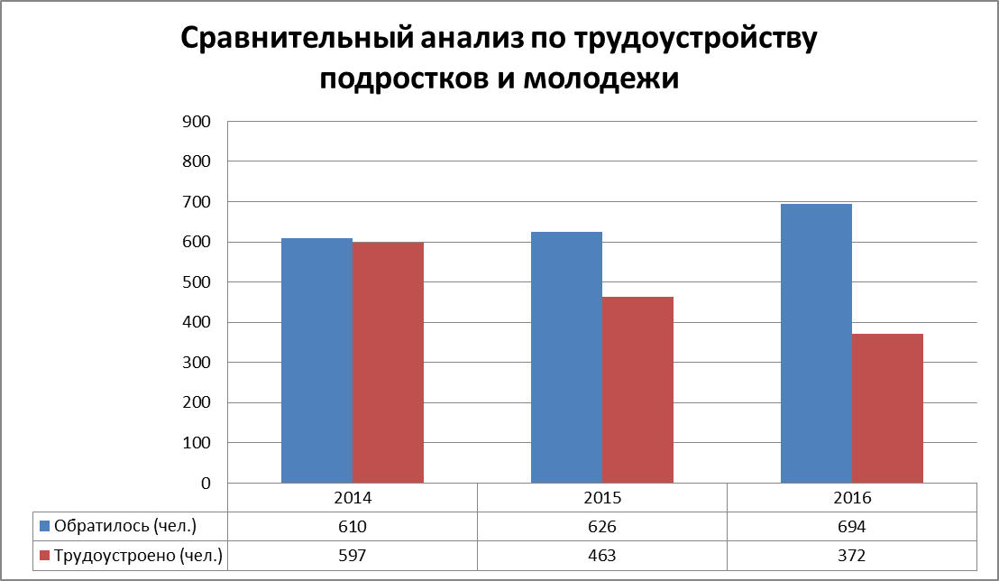 Сравнительный анализ по трудоустройству
подростков и молодежи
900
800
700
600
500
400
300
200
100
0
2014 2015 2016
Обратилось (чел.) 610 626 694
Трудоустроено (чел.) 597 463 372